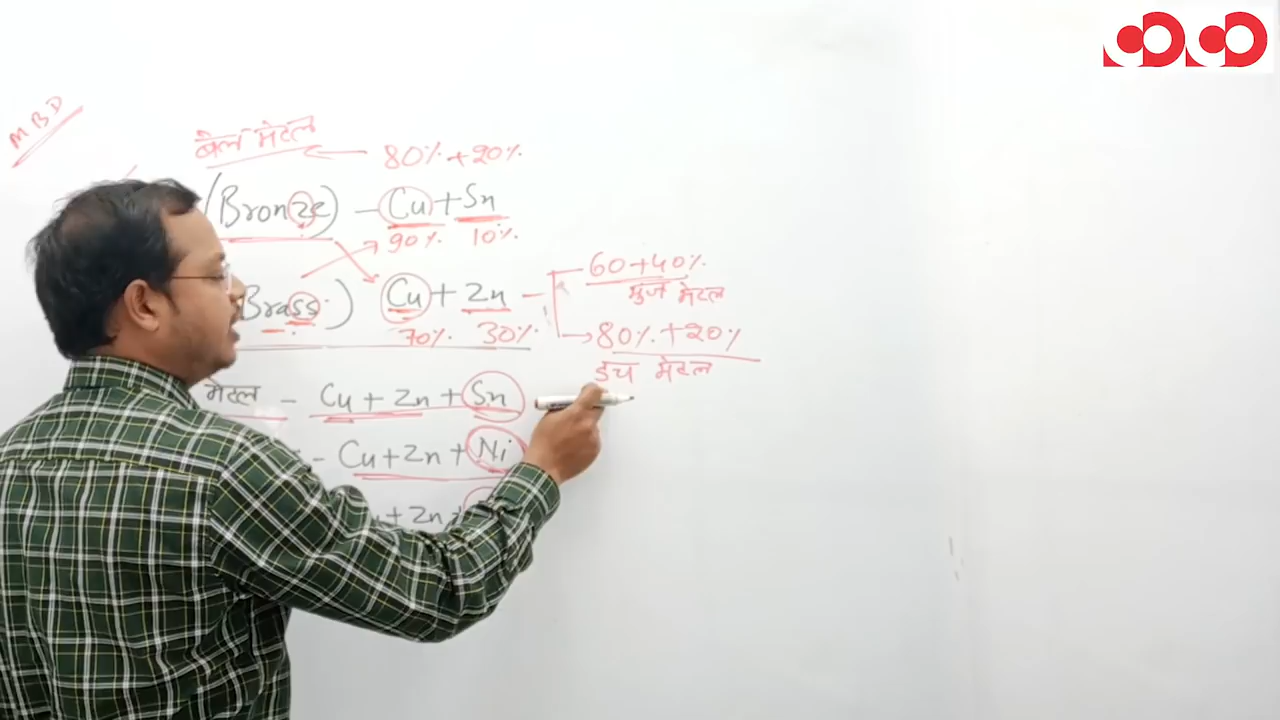 MBD
बेल मेटल
80% + 20%
(Bronze) - Cu + Sn
90% 10%
60 + 40%
मुंज मेटल
Brass) Cu + Zn
70% 30%
80% + 20%
डच मेटल
मेटल - Cu + Zn + Sn
- Cu + Zn + Ni
u + Zn +